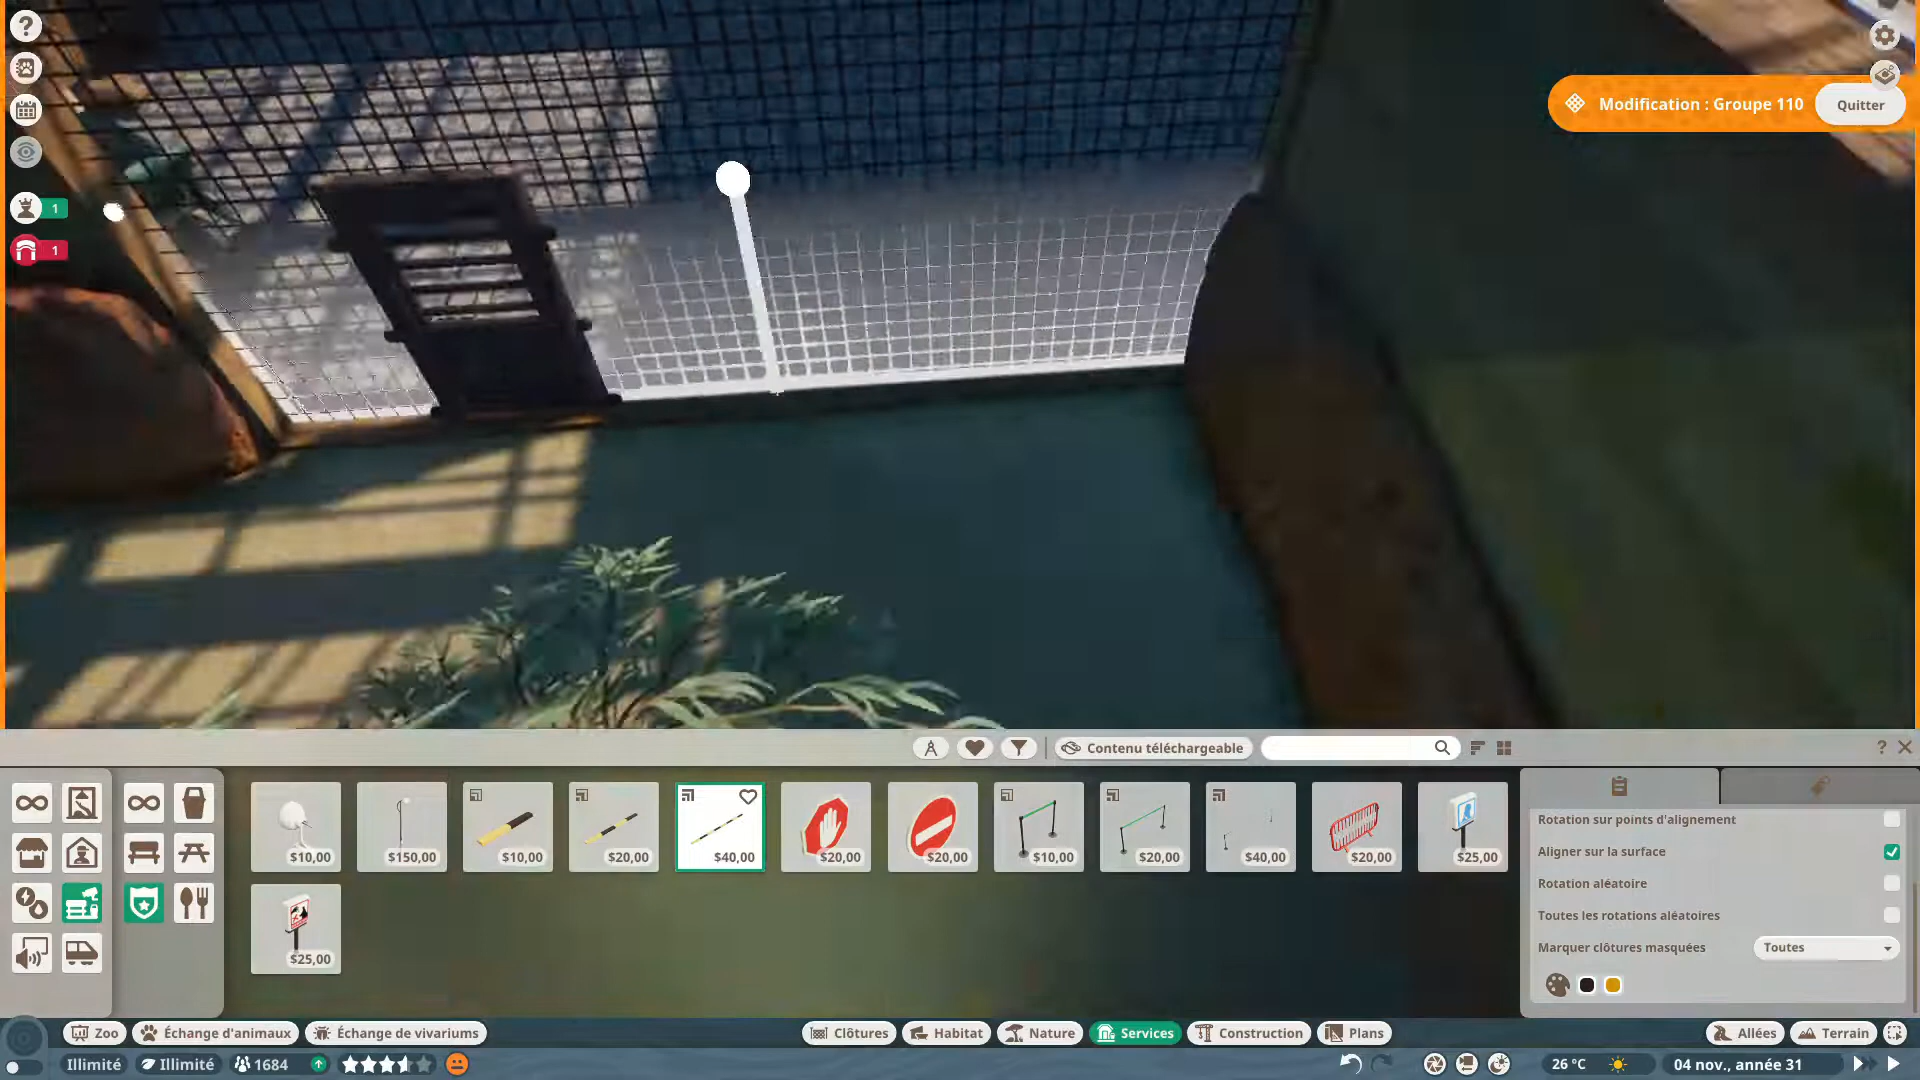 ?
1
1
Modification : Groupe 110
Quitter
Contenu téléchargeable
?
$10,00
$150,00
$10,00
$20,00
$40,00
$20,00
$20,00
$10,00
$20,00
$40,00
$20,00
$25,00
$25,00
Rotation sur points d'alignement
Aligner sur la surface
Rotation aléatoire
Toutes les rotations aléatoires
Marquer clôtures masquées
Toutes
Zoo
Échange d'animaux
Échange de vivariums
Clôtures
Habitat
Nature
Services
Construction
Plans
Allées
Terrain
Illimité
Illimité
1684
26 °C
04 nov., année 31